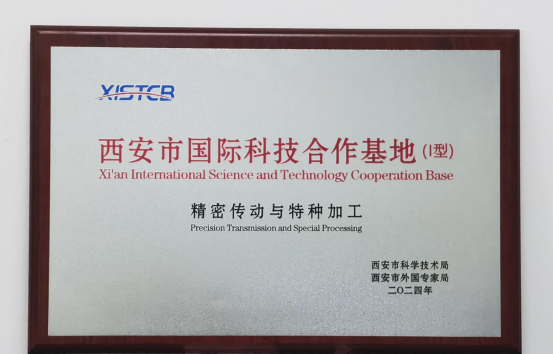 XISTCB
西安市国际科技合作基地(I型)
Xi'an International Science and Technology Cooperation Base
精密传动与特种加工
Precision Transmission and Special Processing
西安市科学技术局
西安市外国专家局
二〇二四年